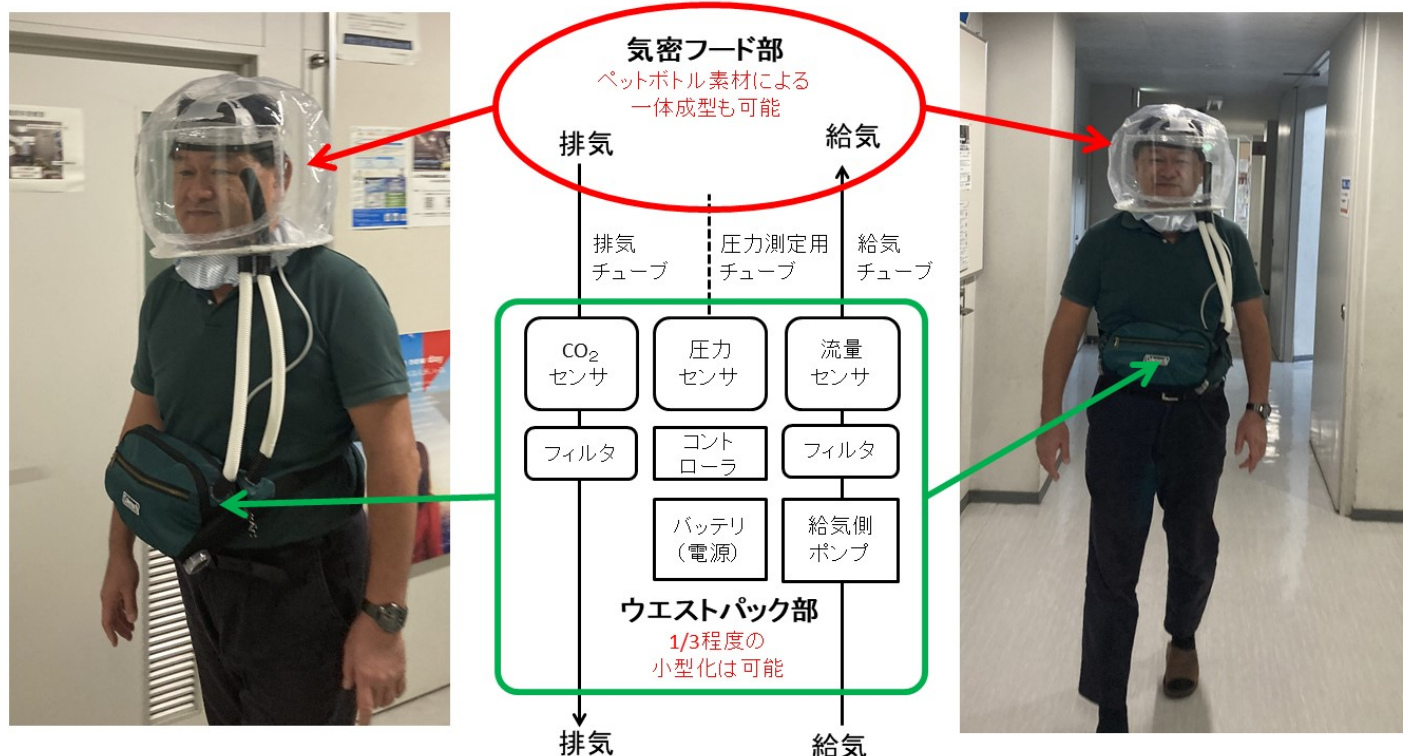 気密フード部
ペットボトル素材による
一体成型も可能
排気
給気
排気
チューブ
圧力測定用
チューブ
給気
チューブ
CO₂
センサ
圧力
センサ
流量
センサ
フィルタ
コント
ローラ
フィルタ
バッテリ
（電源）
給気側
ポンプ
ウエストパック部
1/3程度の
小型化は可能
排気
給気